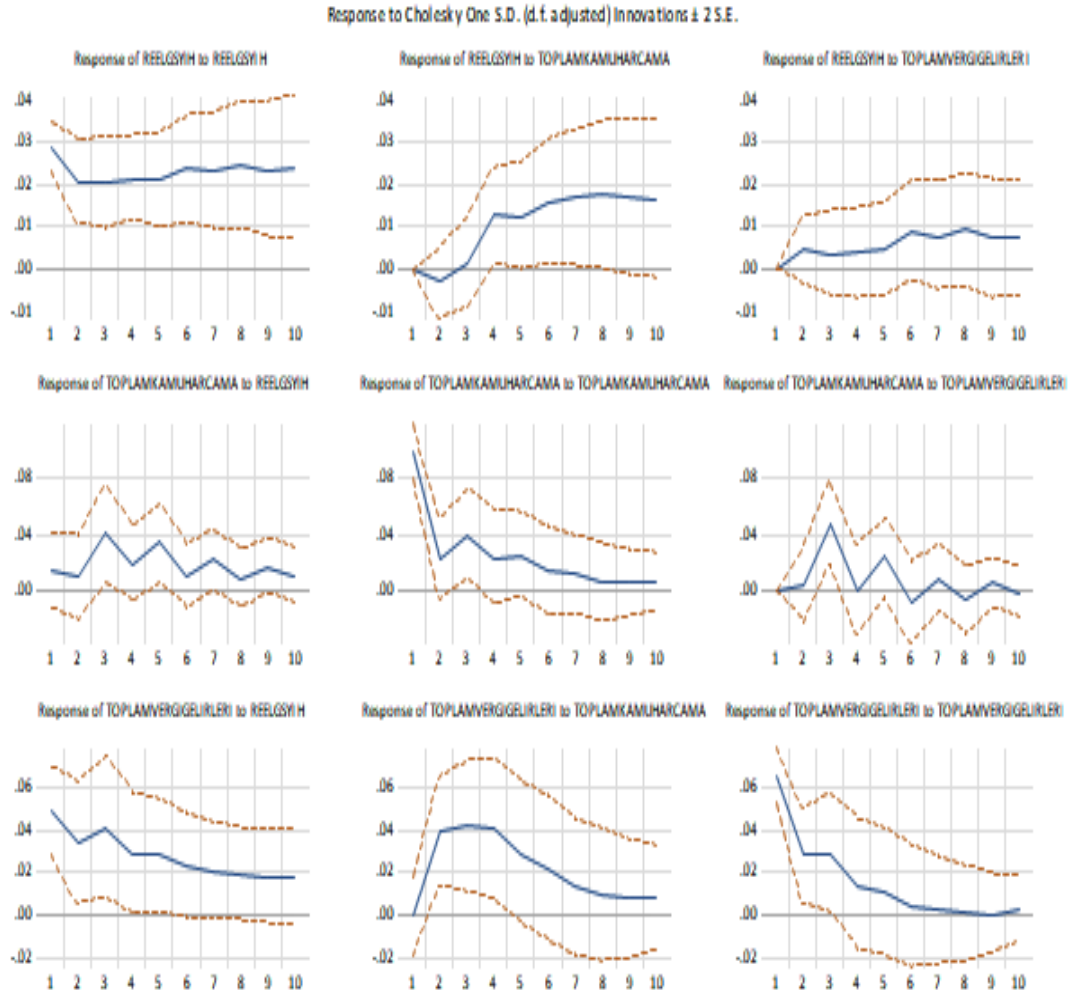 Response to Cholesky One S.D. (d.f. adjusted) Innovations ± 2 S.E.
Response of REELGSYIH to REELGSYIH
.04
.03
.02
.01
.00
-.01
1 2 3 4 5 6 7 8 9 10
Response of REELGSYIH to TOPLAMKAMUHARCAMA
.04
.03
.02
.01
.00
-.01
1 2 3 4 5 6 7 8 9 10
Response of REELGSYIH to TOPLAMVERGIGELIRLERI
.04
.03
.02
.01
.00
-.01
1 2 3 4 5 6 7 8 9 10
Response of TOPLAMKAMUHARCAMA to REELGSYIH
.08
.04
.00
1 2 3 4 5 6 7 8 9 10
Response of TOPLAMKAMUHARCAMA to TOPLAMKAMUHARCAMA
.08
.04
.00
1 2 3 4 5 6 7 8 9 10
Response of TOPLAMKAMUHARCAMA to TOPLAMVERGIGELIRLERI
.08
.04
.00
1 2 3 4 5 6 7 8 9 10
Response of TOPLAMVERGIGELIRLERI to REELGSYIH
.06
.04
.02
.00
-.02
1 2 3 4 5 6 7 8 9 10
Response of TOPLAMVERGIGELIRLERI to TOPLAMKAMUHARCAMA
.06
.04
.02
.00
-.02
1 2 3 4 5 6 7 8 9 10
Response of TOPLAMVERGIGELIRLERI to TOPLAMVERGIGELIRLERI
.06
.04
.02
.00
-.02
1 2 3 4 5 6 7 8 9 10